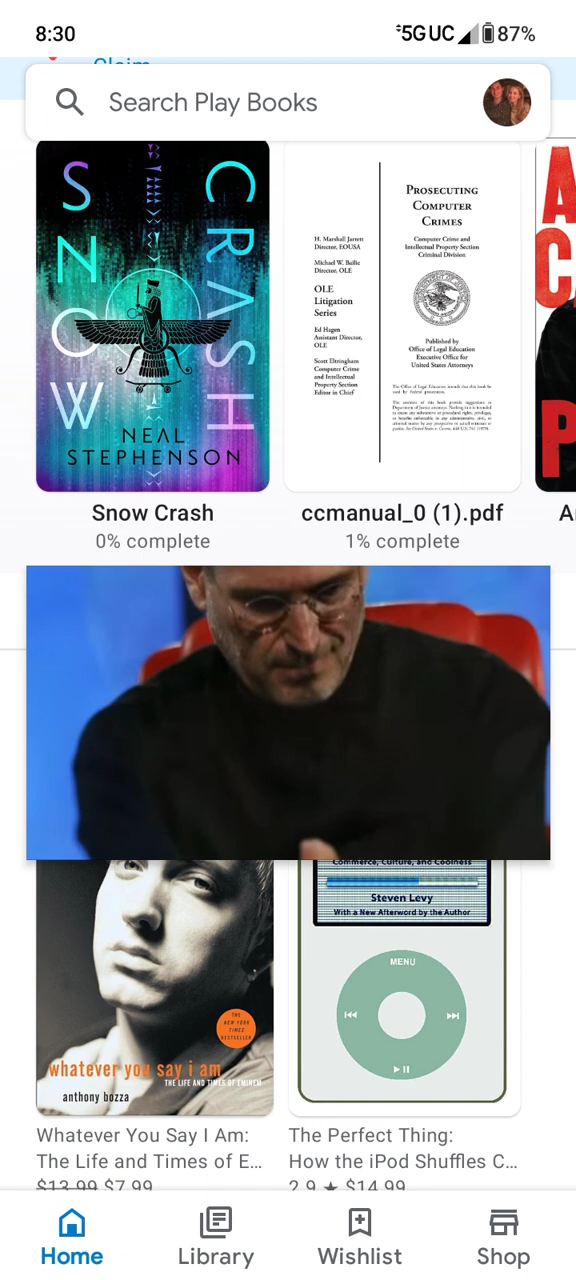 8:30
5G UC
87%
Search Play Books
SNOW
CRASH
NEAL
STEPHENSON
PROSECUTING
COMPUTER
CRIMES
Computer Crime and
Intellectual Property Section
Criminal Division
H. Marshall Jarrett
Director, EOUSA
Michael W. Bailie
Director, OLE
OLE
Litigation
Series
Ed Hagen
Assistant Director,
OLE
Scott Eltringham
Computer Crime
and Intellectual
Property Section
Editor in Chief
Published by
Office of Legal Education
Executive Office for
United States Attorneys
Snow Crash
0% complete
ccmanual_0 (1).pdf
1% complete
THE
NEW YORK
TIMES
BESTSELLER
whatever you say i am
THE LIFE AND TIMES OF EMINEM
anthony bozza
Commerce, Culture, and Coolness
Steven Levy
With a New Afterword by the Author
MENU
Whatever You Say I Am:
The Life and Times of E…
$13.99 $7.99
The Perfect Thing:
How the iPod Shuffles C…
2.9 ★ $14.99
Home
Library
Wishlist
Shop